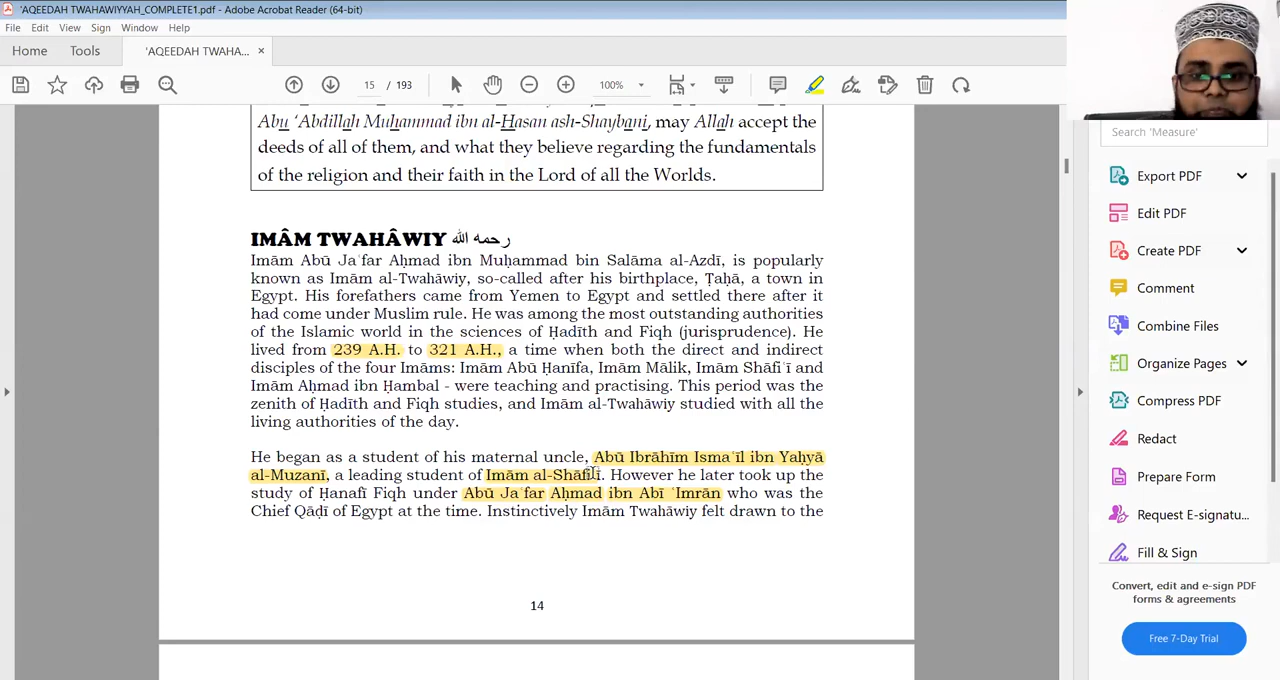 'AQEEDAH TWAHAWIYYAH_COMPLETE1.pdf - Adobe Acrobat Reader (64-bit)
File Edit View Sign Window Help
Home Tools 'AQEEDAH TWAHA... ×
15 / 193 100%
Abu 'Abdillah Muhammad ibn al-Hasan ash-Shaybani, may Allah accept the
deeds of all of them, and what they believe regarding the fundamentals
of the religion and their faith in the Lord of all the Worlds.
IMÂM TWAHÂWIY رحمه الله
Imām Abū Jaʿfar Aḥmad ibn Muḥammad bin Salāma al-Azdī, is popularly
known as Imām al-Twahāwiy, so-called after his birthplace, Ṭaḥā, a town in
Egypt. His forefathers came from Yemen to Egypt and settled there after it
had come under Muslim rule. He was among the most outstanding authorities
of the Islamic world in the sciences of Ḥadīth and Fiqh (jurisprudence). He
lived from 239 A.H. to 321 A.H., a time when both the direct and indirect
disciples of the four Imāms: Imām Abū Ḥanīfa, Imām Mālik, Imām Shāfiʿī and
Imām Aḥmad ibn Ḥambal - were teaching and practising. This period was the
zenith of Ḥadīth and Fiqh studies, and Imām al-Twahāwiy studied with all the
living authorities of the day.
He began as a student of his maternal uncle, Abū Ibrāhīm Ismaʿīl ibn Yaḥyā
al-Muzanī, a leading student of Imām al-Shāfiʿī. However he later took up the
study of Ḥanafī Fiqh under Abū Jaʿfar Aḥmad ibn Abī ʿImrān who was the
Chief Qāḍī of Egypt at the time. Instinctively Imām Twahāwiy felt drawn to the
14
Search 'Measure'
Export PDF
Edit PDF
Create PDF
Comment
Combine Files
Organize Pages
Compress PDF
Redact
Prepare Form
Request E-signatu...
Fill & Sign
Convert, edit and e-sign PDF
forms & agreements
Free 7-Day Trial